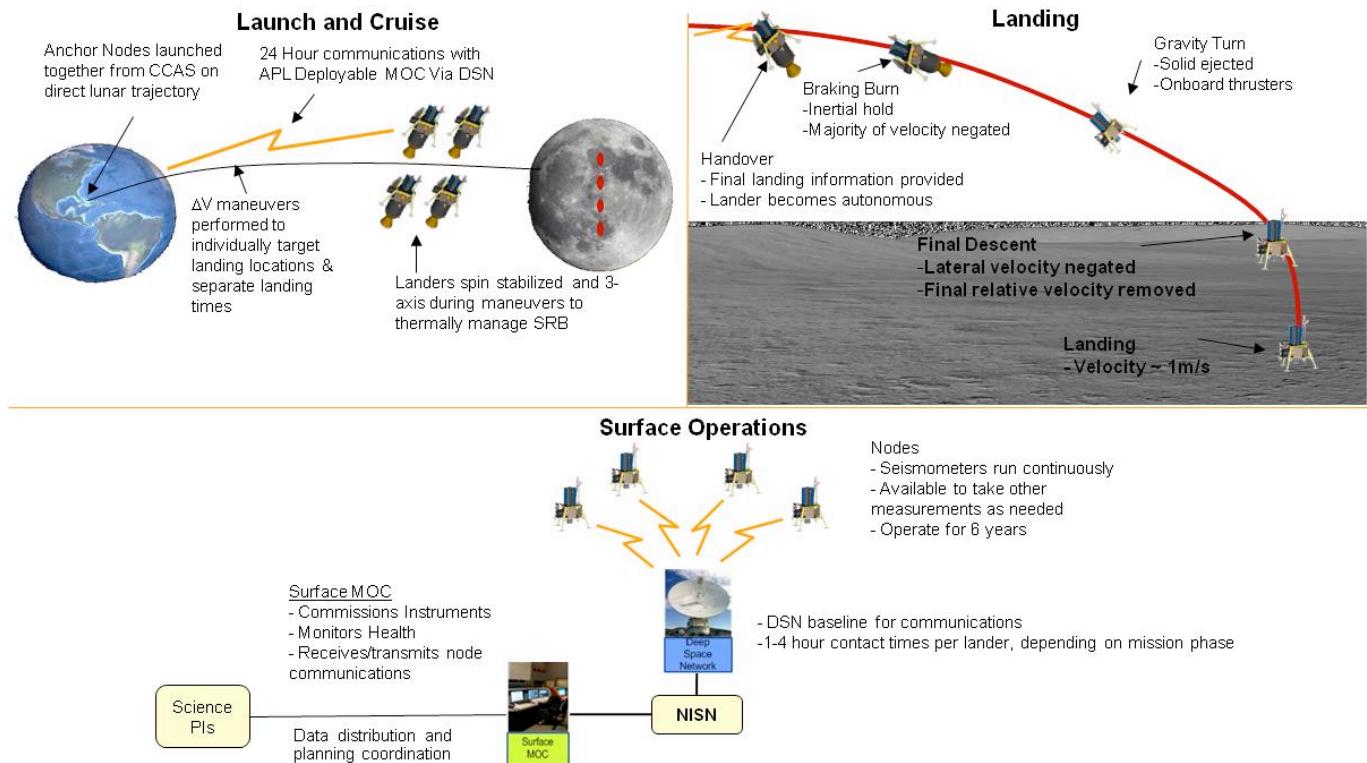 Launch and Cruise
Anchor Nodes launched
together from CCAS on
direct lunar trajectory
24 Hour communications with
APL Deployable MOC Via DSN
ΔV maneuvers
performed to
individually target
landing locations &
separate landing
times
Landers spin stabilized and 3-
axis during maneuvers to
thermally manage SRB
Landing
Gravity Turn
-Solid ejected
-Onboard thrusters
Braking Burn
-Inertial hold
-Majority of velocity negated
Handover
- Final landing information provided
- Lander becomes autonomous
Final Descent
-Lateral velocity negated
-Final relative velocity removed
Landing
- Velocity ~ 1m/s
Surface Operations
Nodes
- Seismometers run continuously
- Available to take other
measurements as needed
- Operate for 6 years
Surface MOC
- Commissions Instruments
- Monitors Health
- Receives/transmits node
communications
Deep
Space
Network
- DSN baseline for communications
-1-4 hour contact times per lander, depending on mission phase
Science
PIs
Data distribution and
planning coordination
Surface
MOC
NISN